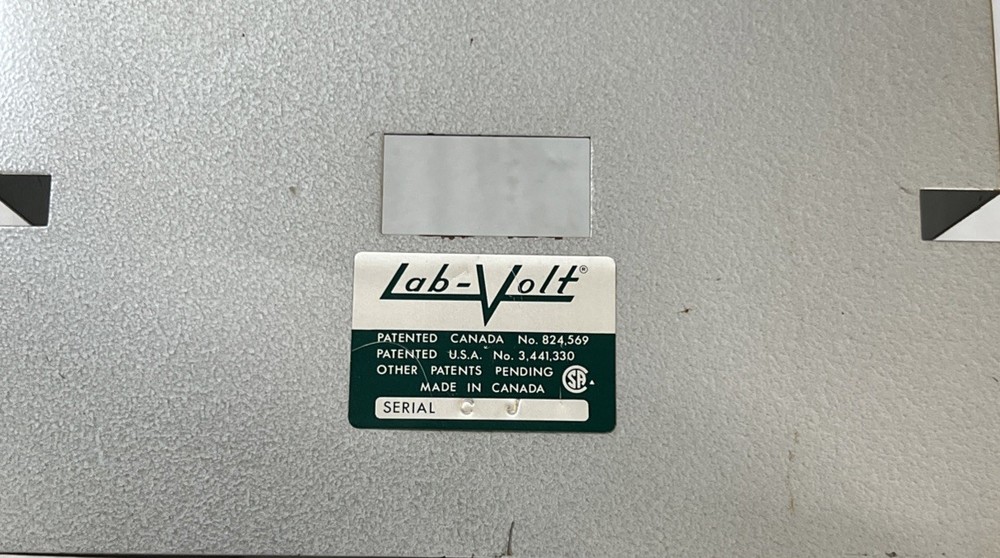 Lab-Volt®
PATENTED CANADA No. 824,569
PATENTED U.S.A. No. 3,441,330
OTHER PATENTS PENDING
MADE IN CANADA
SERIAL C J